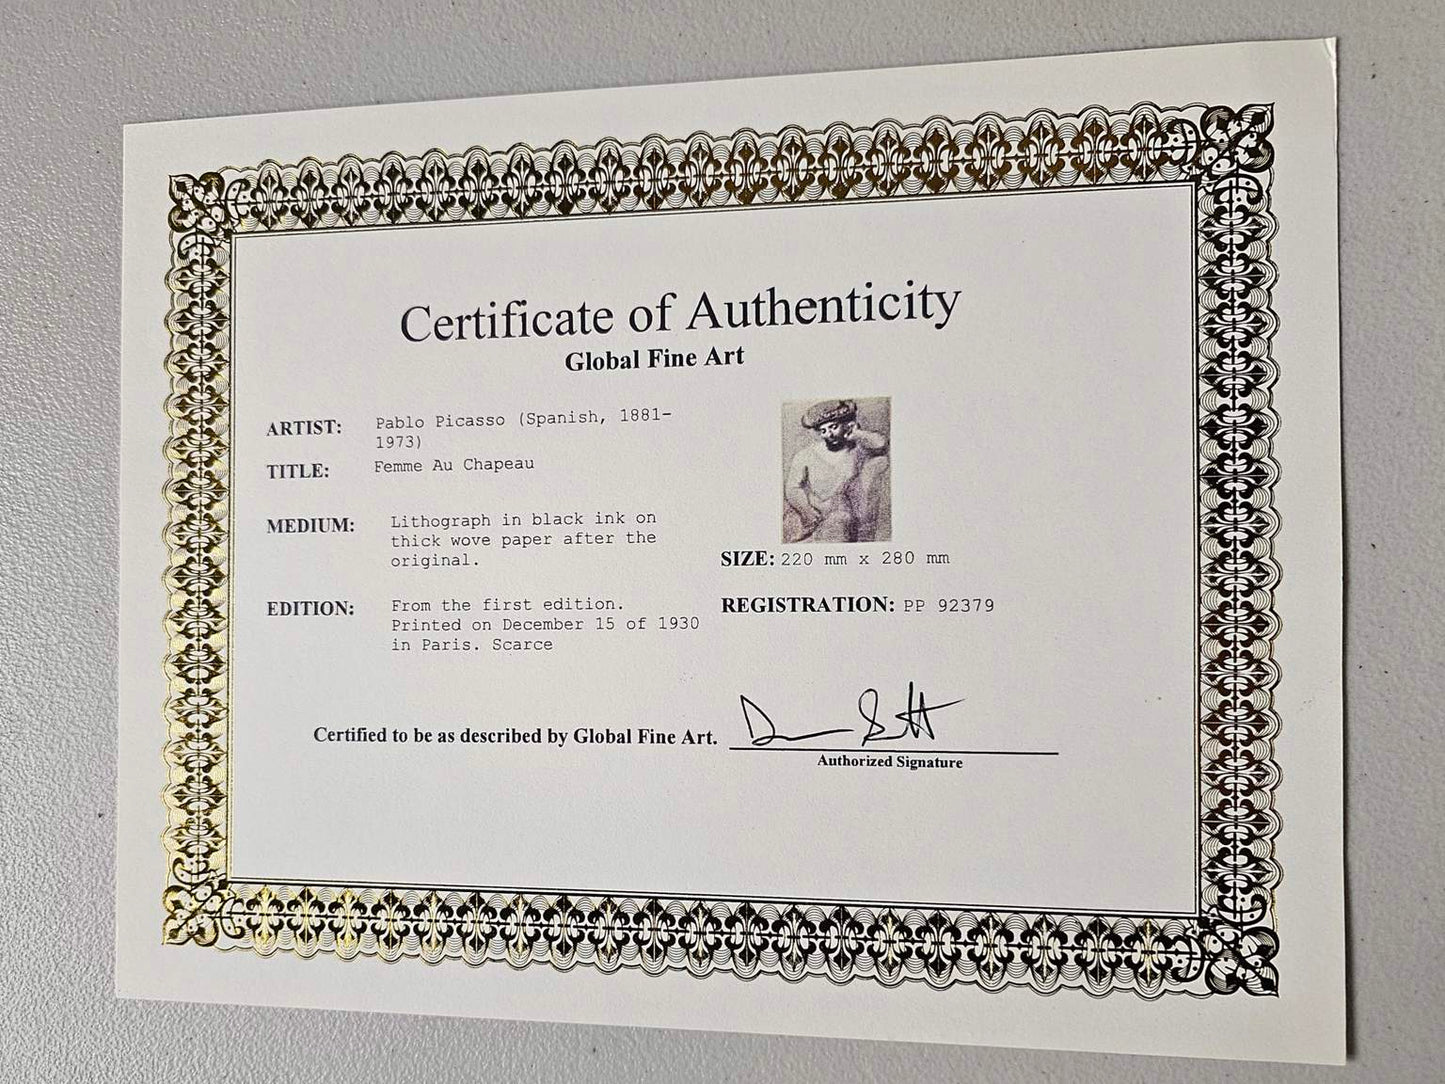 Certificate of Authenticity
Global Fine Art
ARTIST: Pablo Picasso (Spanish, 1881-
1973)
TITLE: Femme Au Chapeau
MEDIUM: Lithograph in black ink on
thick wove paper after the
original.
SIZE: 220 mm x 280 mm
EDITION: From the first edition.
Printed on December 15 of 1930
in Paris. Scarce
REGISTRATION: PP 92379
Certified to be as described by Global Fine Art.
Authorized Signature